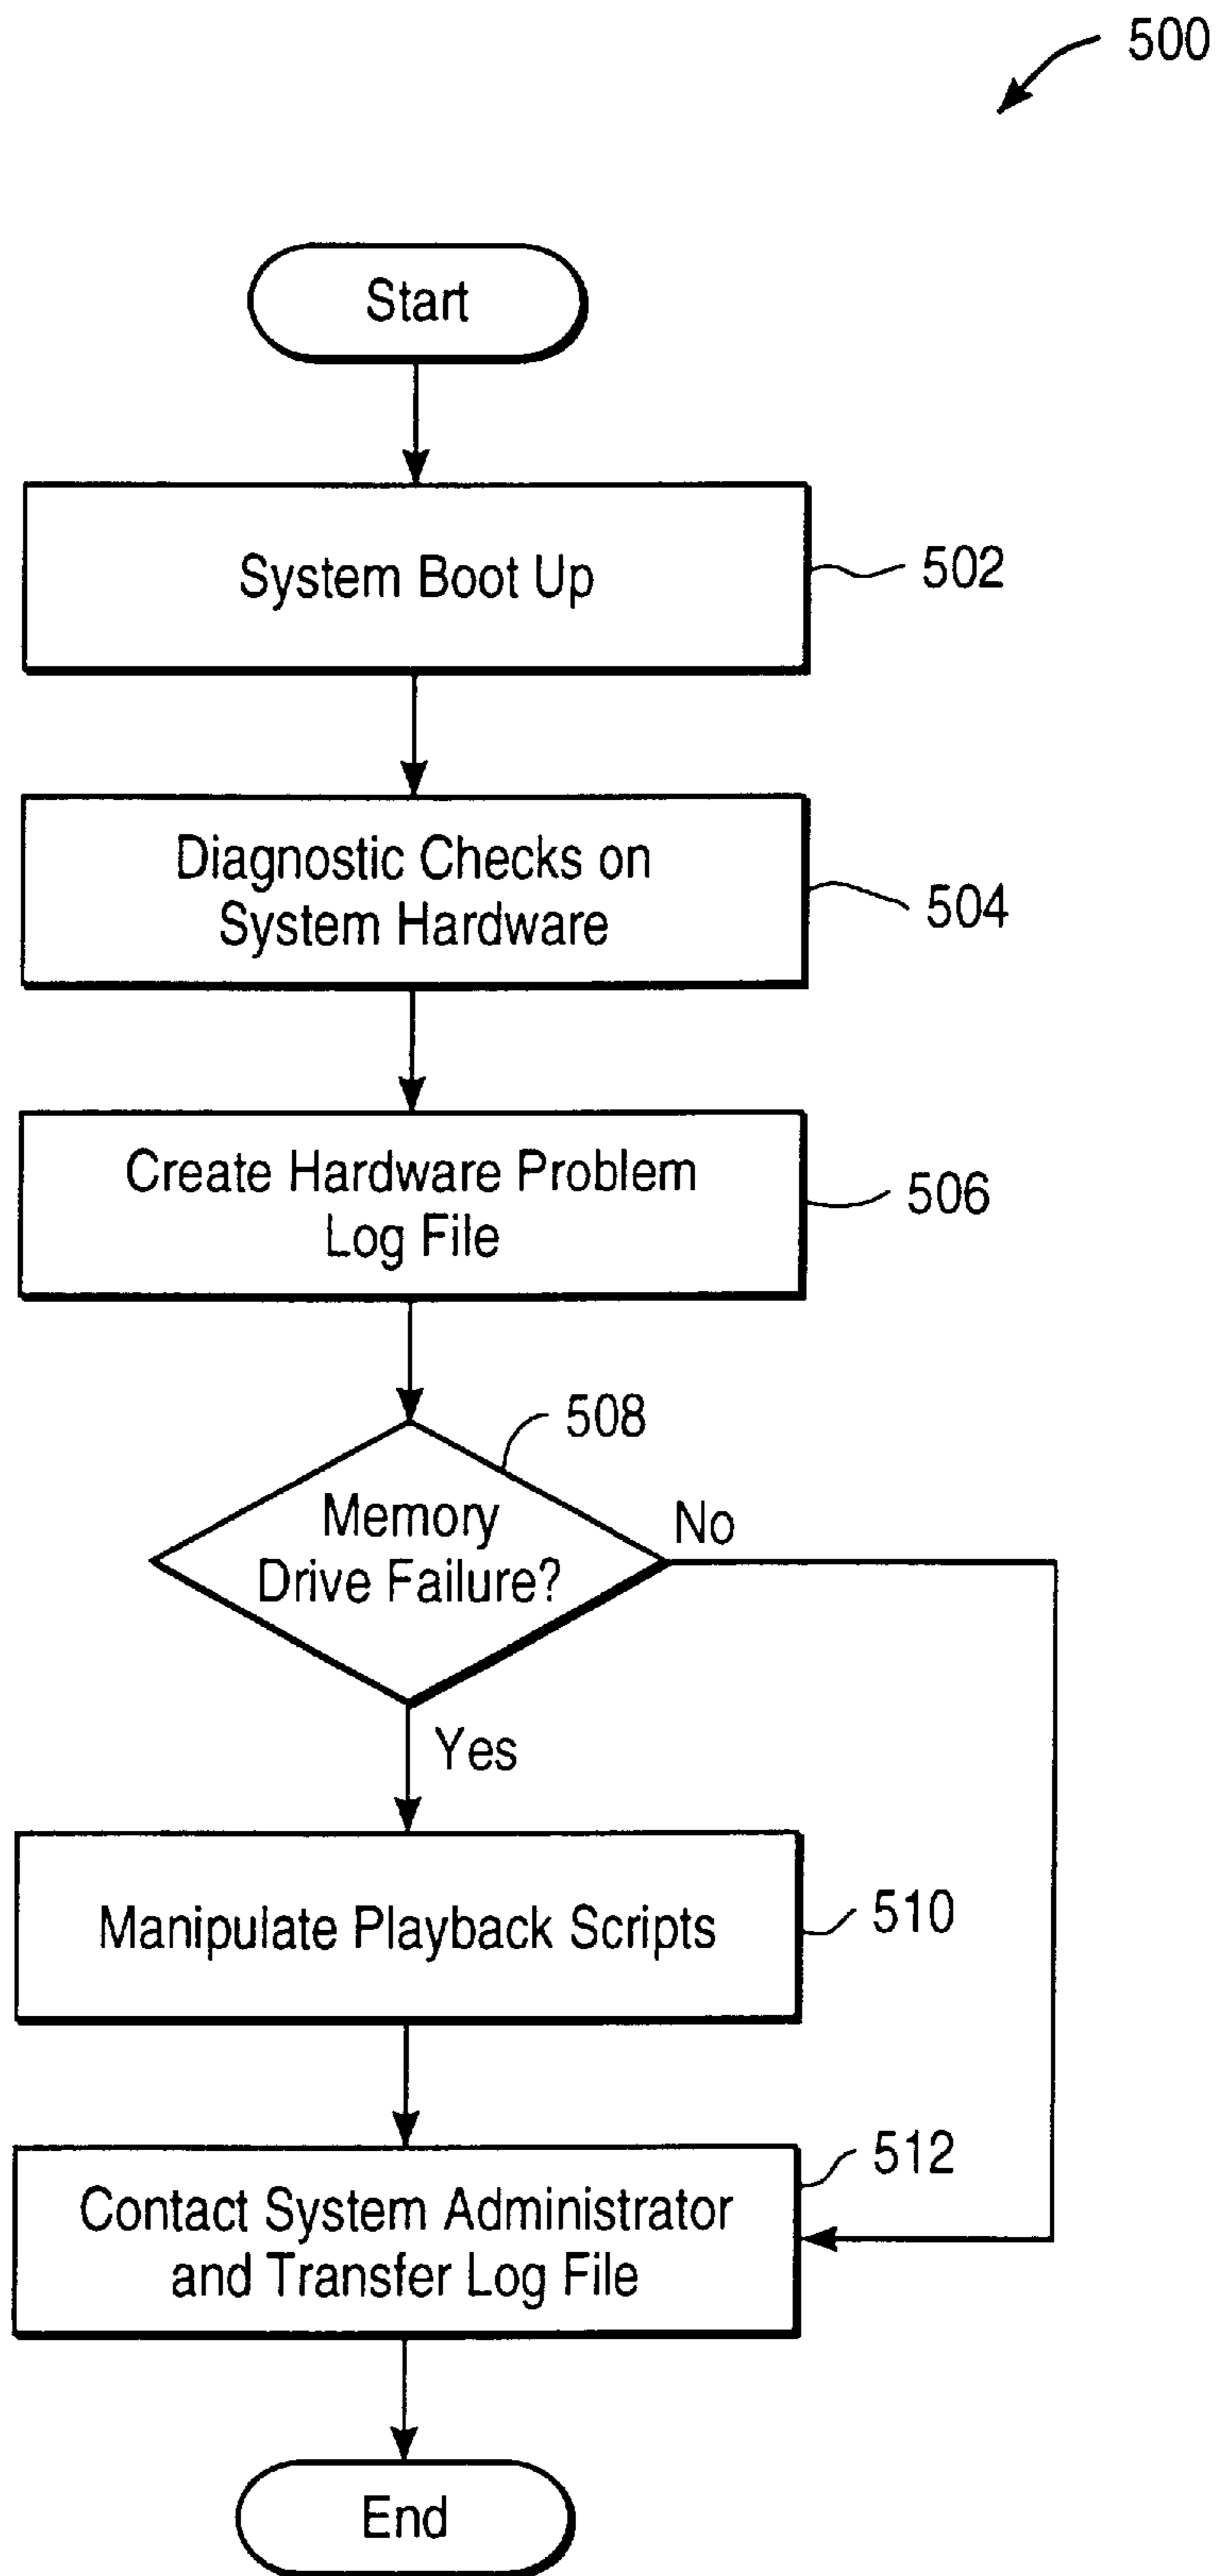 500
Start
System Boot Up
502
Diagnostic Checks on
System Hardware
504
Create Hardware Problem
Log File
506
508
Memory
Drive Failure?
No
Yes
Manipulate Playback Scripts
510
512
Contact System Administrator
and Transfer Log File
End